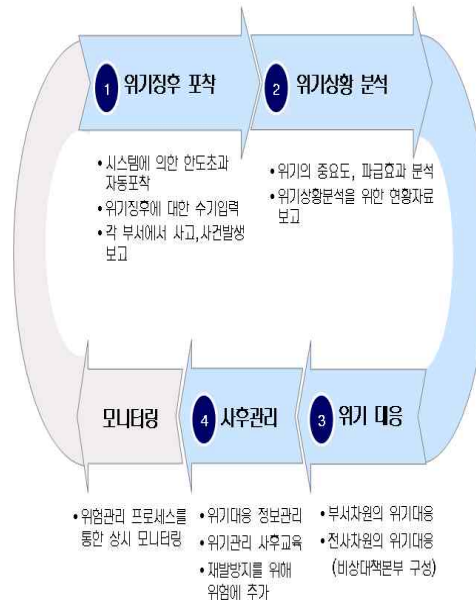 1 위기징후 포착
2 위기상황 분석
• 시스템에 의한 한도초과
자동포착
• 위기징후에 대한 수기입력
• 각 부서에서 사고,사건발생
보고
• 위기의 중요도, 파급효과 분석
• 위기상황분석을 위한 현황자료
보고
모니터링
4 사후관리
3 위기 대응
• 위험관리 프로세스를
통한 상시 모니터링
• 위기대응 정보관리
• 위기관리 사후교육
• 재발방지를 위해
위험에 추가
• 부서차원의 위기대응
• 전사차원의 위기대응
(비상대책본부 구성)